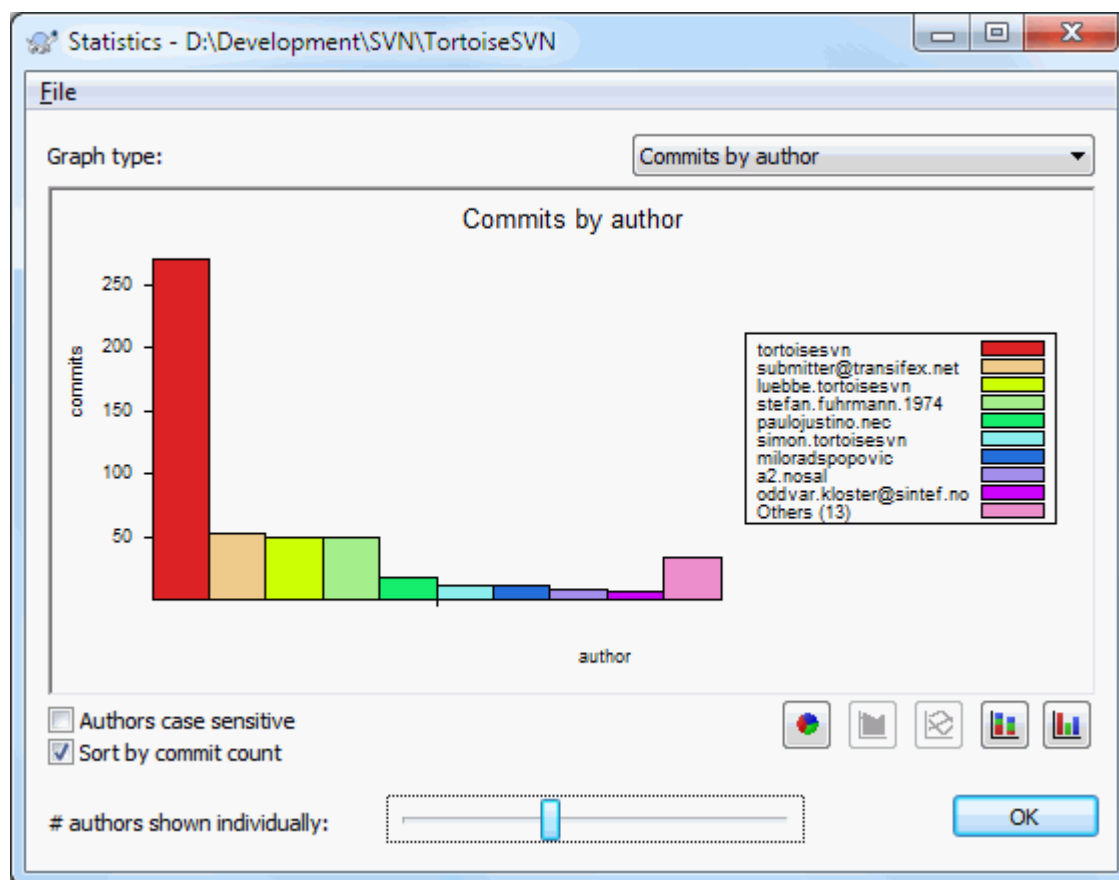 Statistics - D:\Development\SVN\TortoiseSVN
File
Graph type:
Commits by author
Commits by author
250
200
150
100
50
commits
author
tortoisesvn
submitter@transifex.net
luebbe.tortoisesvn
stefan.fuhrmann.1974
paulojustino.nec
simon.tortoisesvn
miloradspopovic
a2.nosal
oddvar.kloster@sintef.no
Others (13)
Authors case sensitive
Sort by commit count
# authors shown individually:
OK